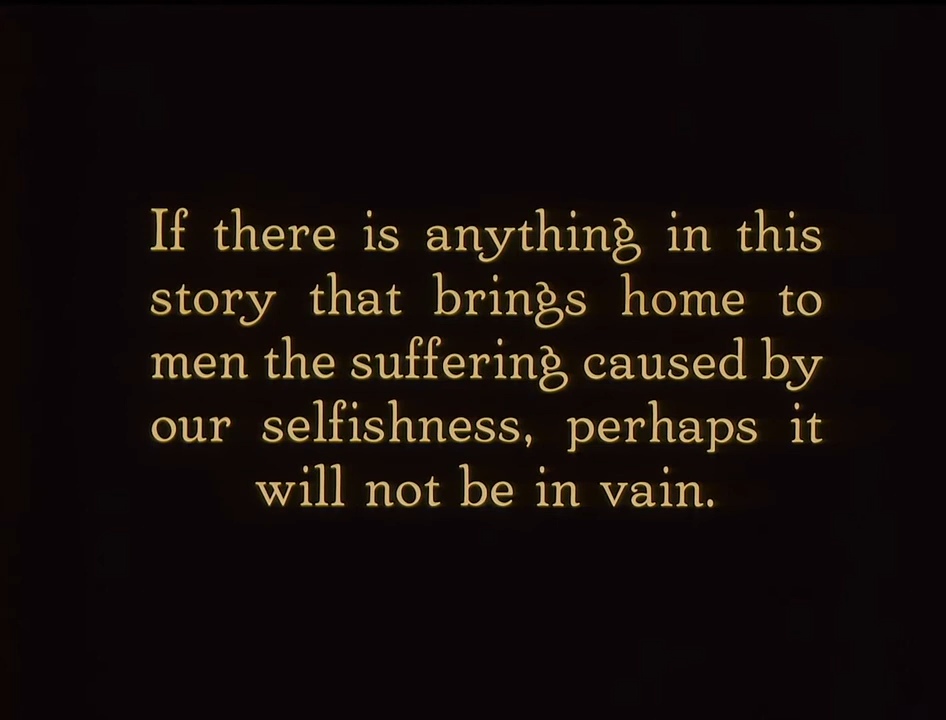 If there is anything in this
story that brings home to
men the suffering caused by
our selfishness, perhaps it
will not be in vain.